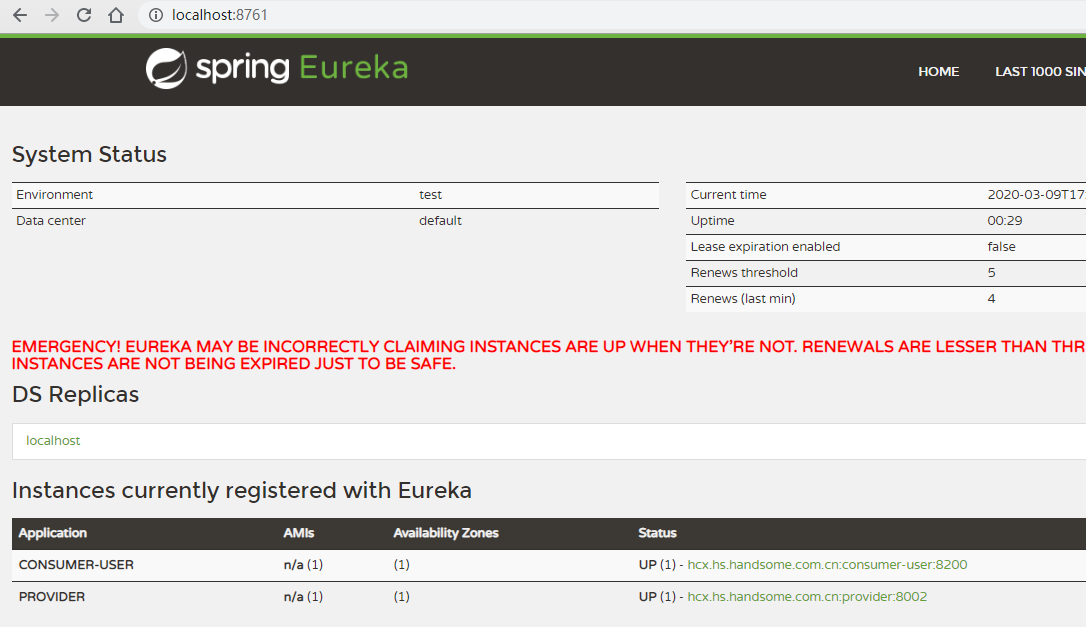 localhost:8761
spring Eureka
HOME LAST 1000 SIN
System Status
Environment test
Data center default
Current time 2020-03-09T17:
Uptime 00:29
Lease expiration enabled false
Renews threshold 5
Renews (last min) 4
EMERGENCY! EUREKA MAY BE INCORRECTLY CLAIMING INSTANCES ARE UP WHEN THEY'RE NOT. RENEWALS ARE LESSER THAN THR
INSTANCES ARE NOT BEING EXPIRED JUST TO BE SAFE.
DS Replicas
localhost
Instances currently registered with Eureka
Application AMIs Availability Zones Status
CONSUMER-USER n/a (1) (1) UP (1) - hcx.hs.handsome.com.cn:consumer-user:8200
PROVIDER n/a (1) (1) UP (1) - hcx.hs.handsome.com.cn:provider:8002